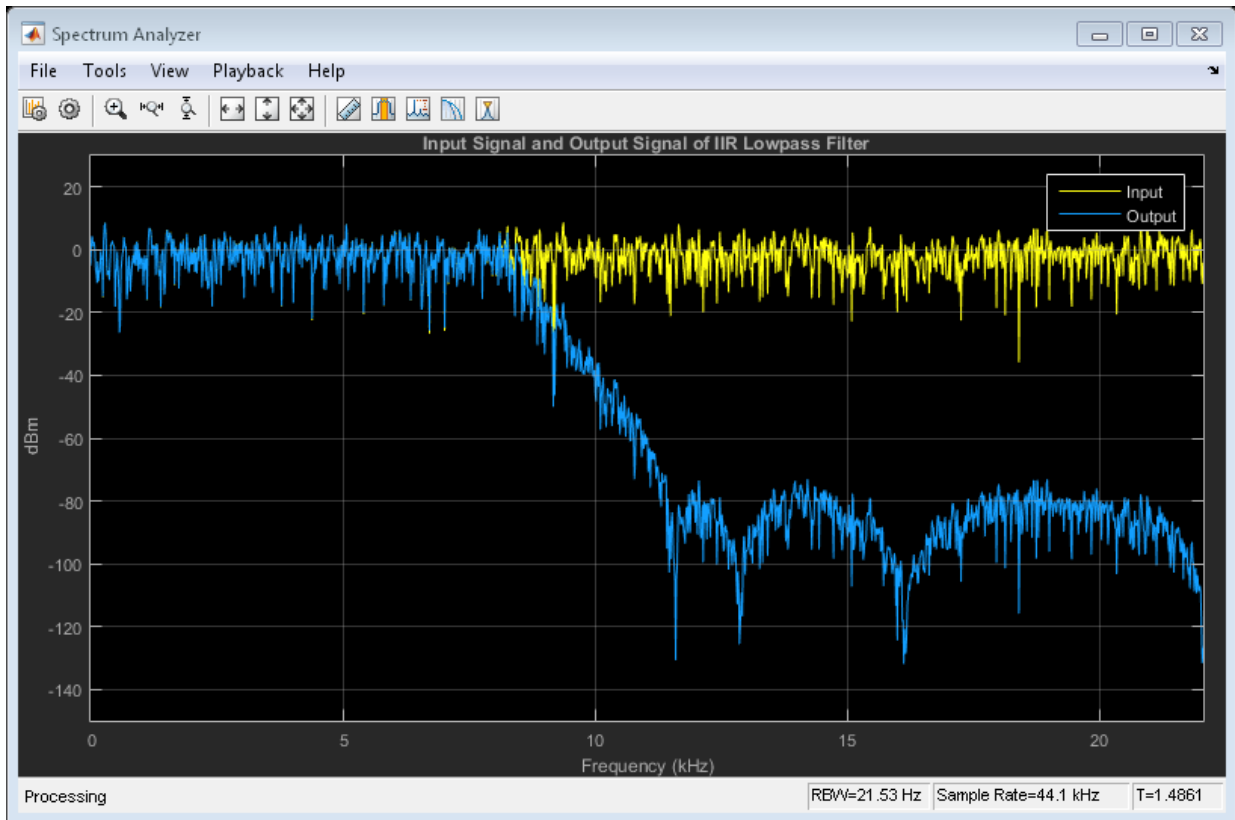 Spectrum Analyzer
File Tools View Playback Help
Input Signal and Output Signal of IIR Lowpass Filter
Input
Output
20
0
-20
-40
-60
-80
-100
-120
-140
dBm
0 5 10 15 20
Frequency (kHz)
Processing RBW=21.53 Hz Sample Rate=44.1 kHz T=1.4861